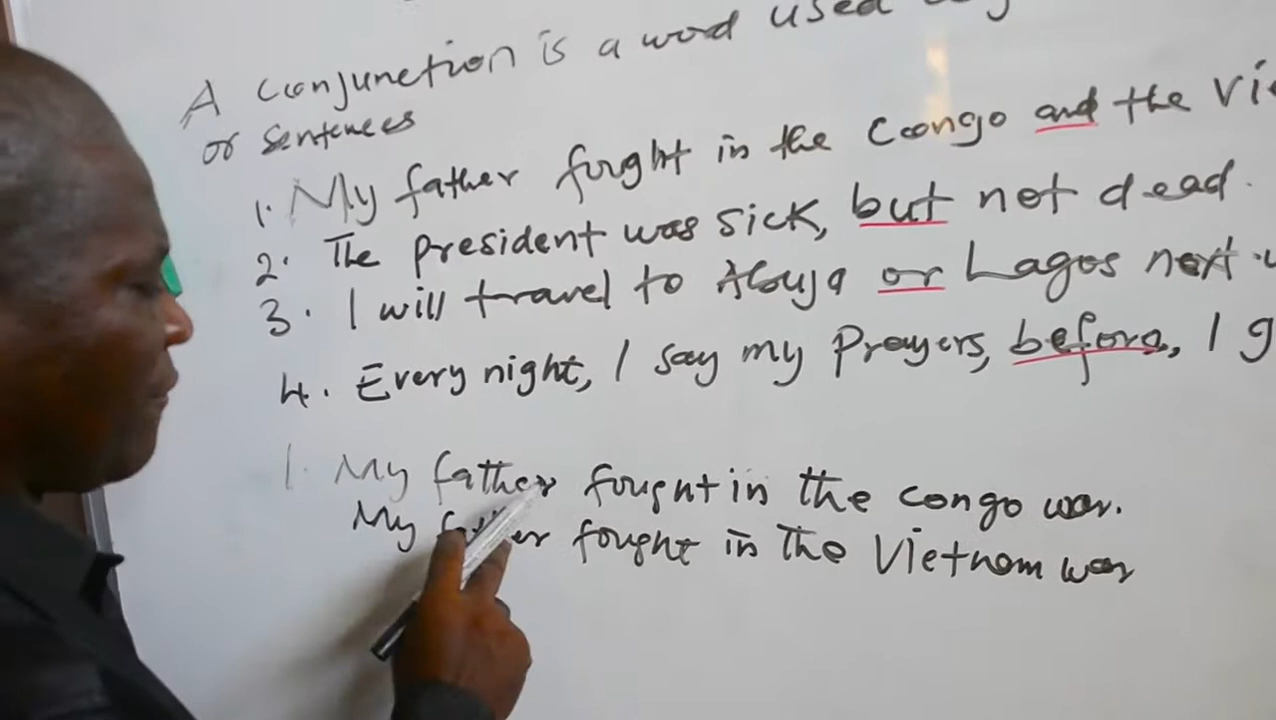 A conjunction is a word used
or sentences
1. My father fought in the Congo and the
2. The president was sick, but not dead.
3. I will travel to Abuja or Lagos next
4. Every night, I say my prayers, before, I
1. My father fought in the Congo war.
My father fought in the Vietnam war